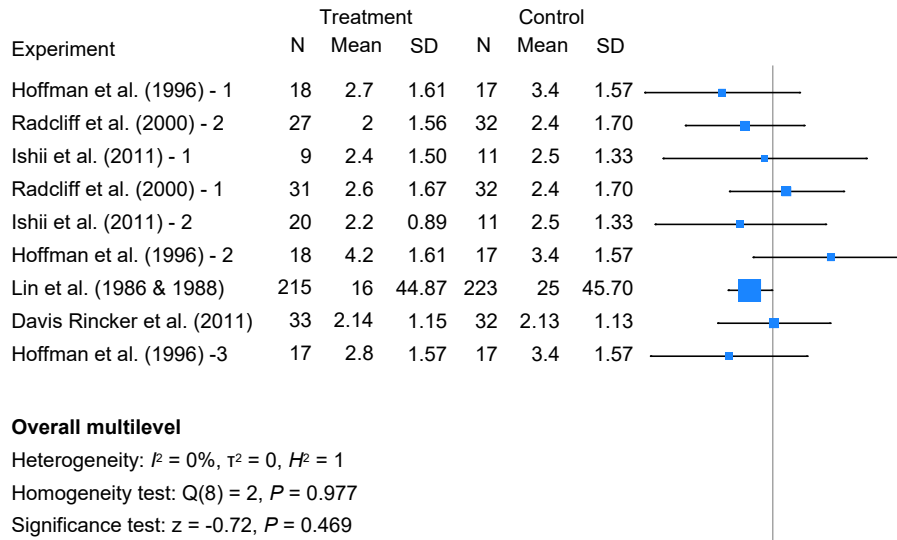 Treatment Control
Experiment N Mean SD N Mean SD
Hoffman et al. (1996) - 1 18 2.7 1.61 17 3.4 1.57
Radcliff et al. (2000) - 2 27 2 1.56 32 2.4 1.70
Ishii et al. (2011) - 1 9 2.4 1.50 11 2.5 1.33
Radcliff et al. (2000) - 1 31 2.6 1.67 32 2.4 1.70
Ishii et al. (2011) - 2 20 2.2 0.89 11 2.5 1.33
Hoffman et al. (1996) - 2 18 4.2 1.61 17 3.4 1.57
Lin et al. (1986 & 1988) 215 16 44.87 223 25 45.70
Davis Rincker et al. (2011) 33 2.14 1.15 32 2.13 1.13
Hoffman et al. (1996) -3 17 2.8 1.57 17 3.4 1.57
Overall multilevel
Heterogeneity: I² = 0%, τ² = 0, H² = 1
Homogeneity test: Q(8) = 2, P = 0.977
Significance test: z = -0.72, P = 0.469